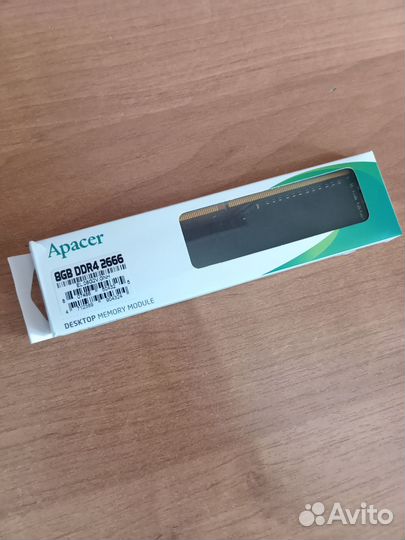 Apacer
8GB DDR4 2666
DESKTOP MEMORY MODULE
Avito